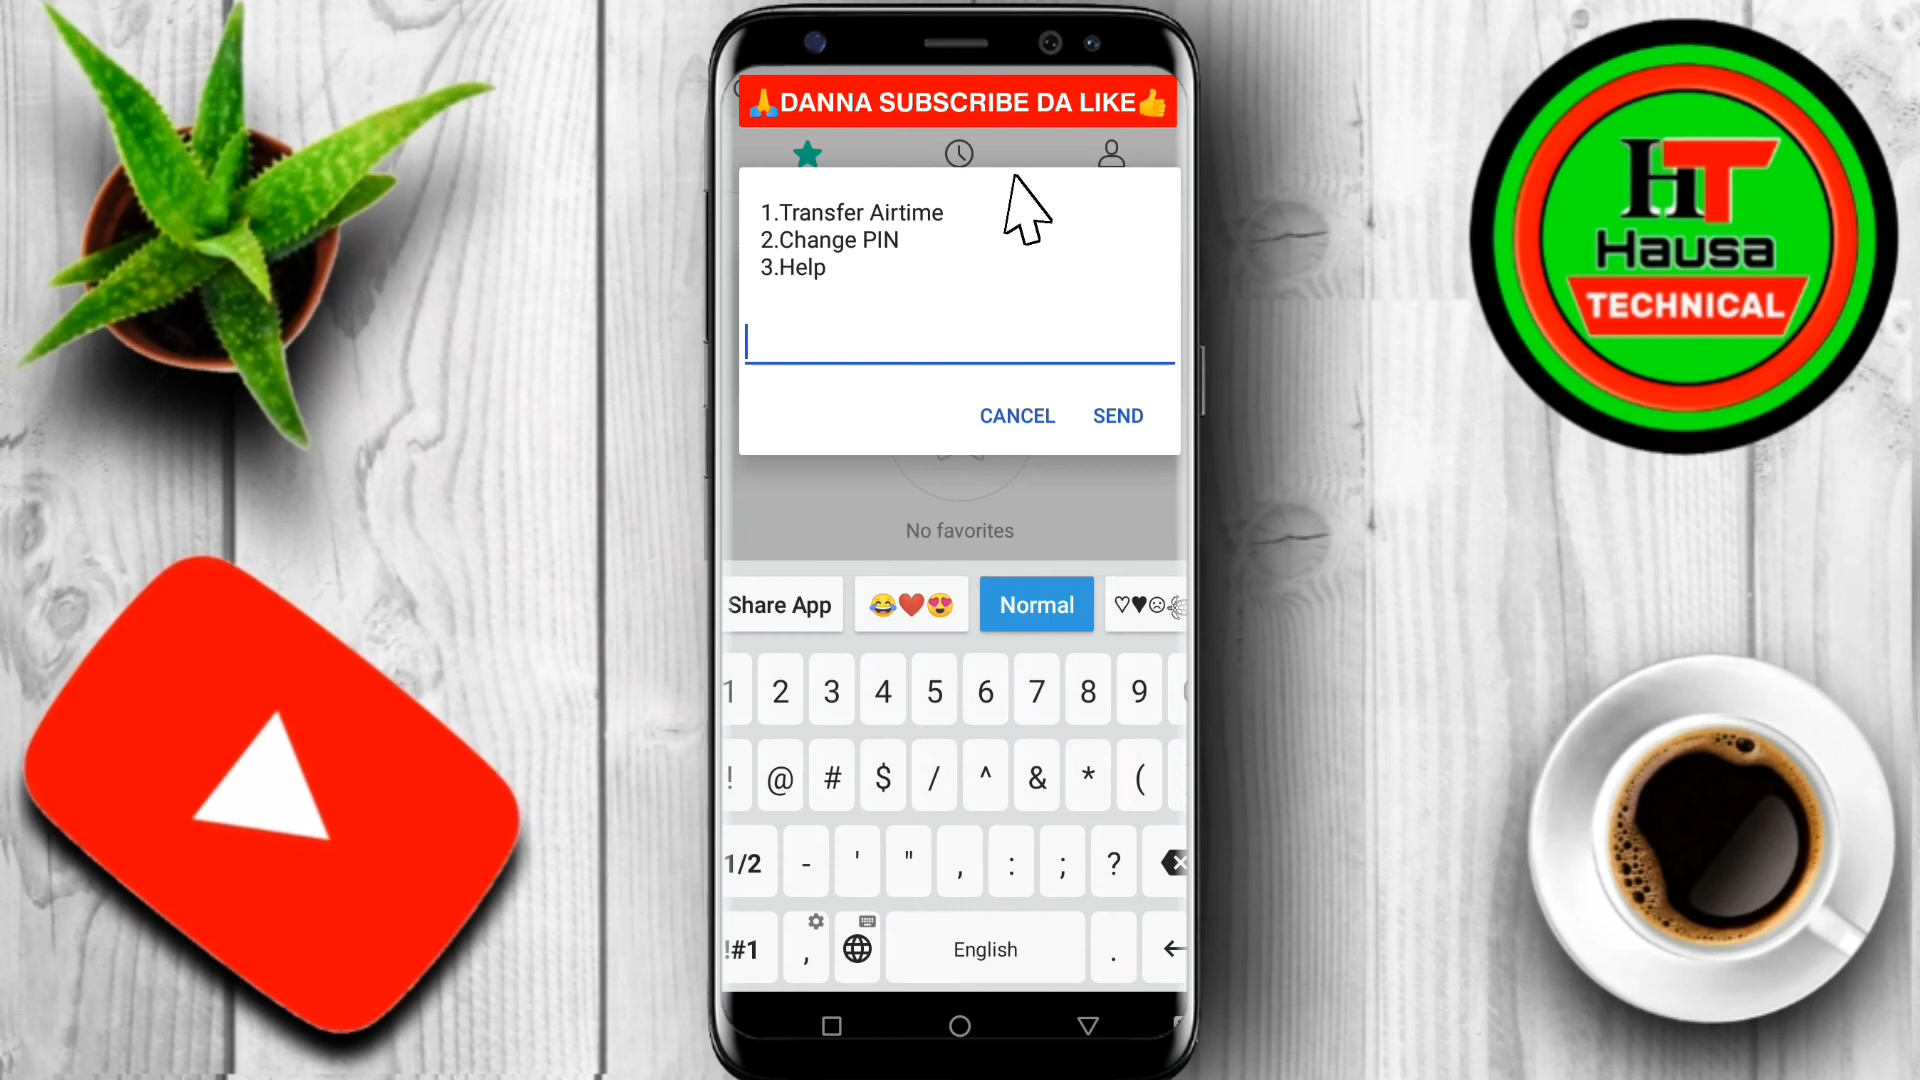 🙏DANNA SUBSCRIBE DA LIKE👍
1.Transfer Airtime
2.Change PIN
3.Help
CANCEL SEND
No favorites
Share App 😂❤️😍 Normal ♡♥☹
1 2 3 4 5 6 7 8 9
! @ # $ / ^ & * (
1/2 - ' " , : ; ?
!#1 , English .
HT
Hausa
TECHNICAL